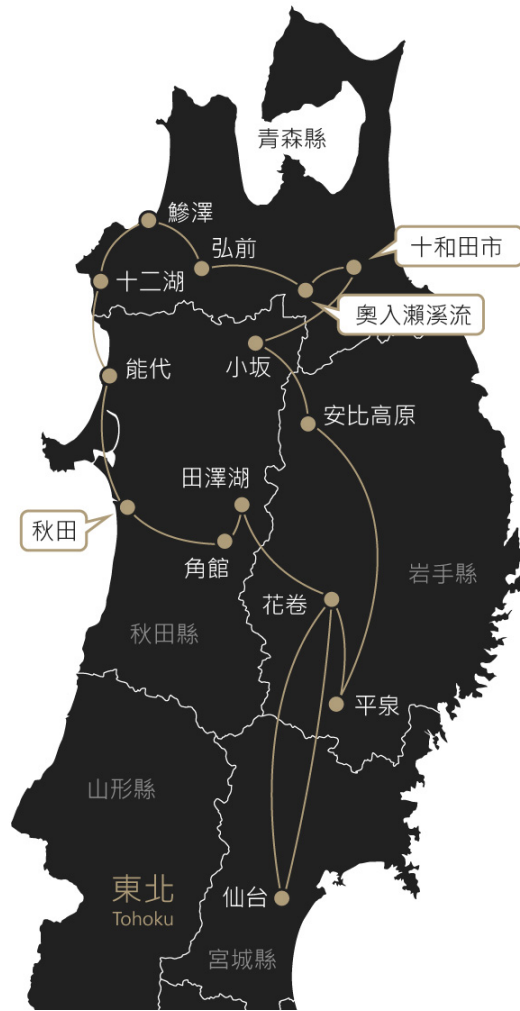 青森縣
鰺澤
弘前
十和田市
十二湖
奧入瀨溪流
小坂
能代
安比高原
田澤湖
秋田
角館
岩手縣
花卷
秋田縣
平泉
山形縣
東北
Tohoku
仙台
宮城縣